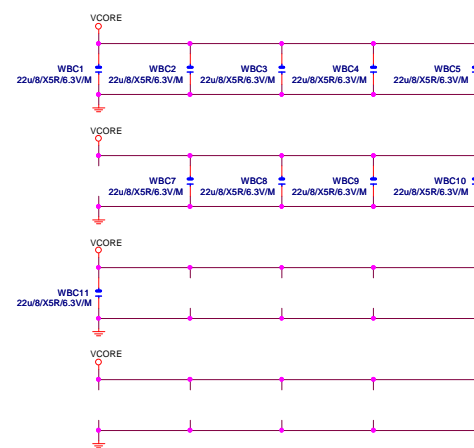 VCORE
WBC1 WBC2 WBC3 WBC4 WBC5
22u/8/X5R/6.3V/M 22u/8/X5R/6.3V/M 22u/8/X5R/6.3V/M 22u/8/X5R/6.3V/M 22u/8/X5R/6.3V/M
VCORE
WBC7 WBC8 WBC9 WBC10
22u/8/X5R/6.3V/M 22u/8/X5R/6.3V/M 22u/8/X5R/6.3V/M 22u/8/X5R/6.3V/M
VCORE
WBC11
22u/8/X5R/6.3V/M
VCORE